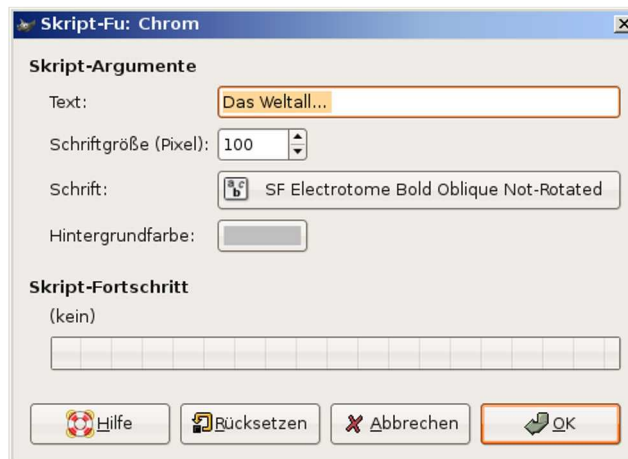 Skript-Fu: Chrom
Skript-Argumente
Text: Das Weltall...
Schriftgröße (Pixel): 100
Schrift: SF Electrotome Bold Oblique Not-Rotated
Hintergrundfarbe:
Skript-Fortschritt
(kein)
Hilfe Rücksetzen Abbrechen OK